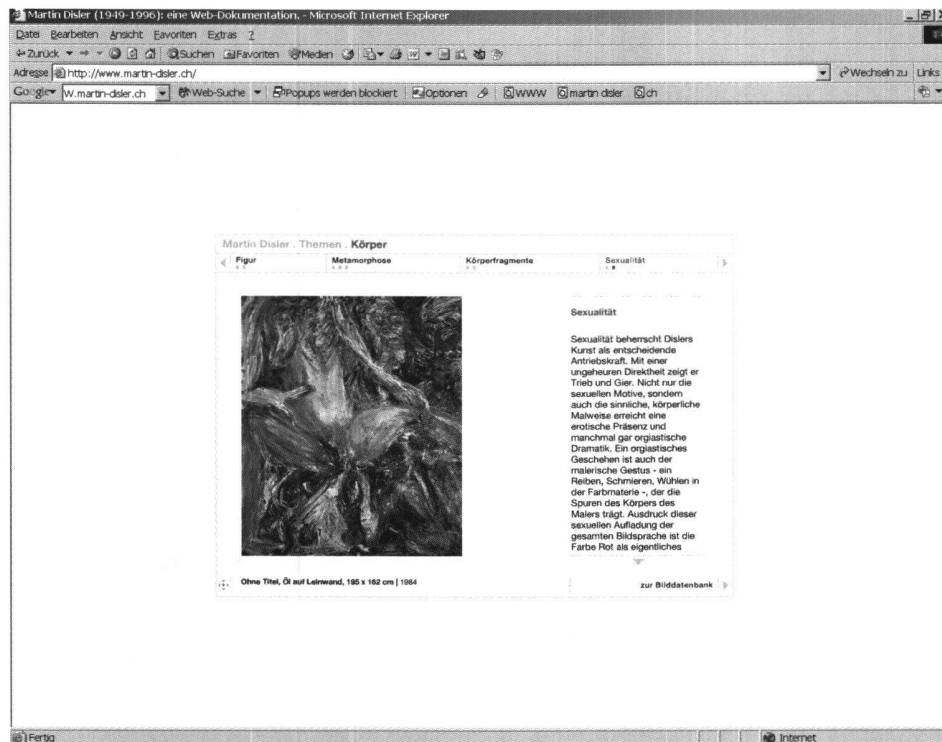 Martin Disler (1949-1996): eine Web-Dokumentation. - Microsoft Internet Explorer
Datei Bearbeiten Ansicht Favoriten Extras ?
Zurück Suchen Favoriten Medien
Adresse http://www.martin-disler.ch/ Wechseln zu Links
Google W.martin-disler.ch Web-Suche Popups werden blockiert Optionen WWW martin disler ch
Martin Disler . Themen . Körper
Figur Metamorphose Körperfragmente Sexualität
Sexualität
Sexualität beherrscht Dislers
Kunst als entscheidende
Antriebskraft. Mit einer
ungeheuren Direktheit zeigt er
Trieb und Gier. Nicht nur die
sexuellen Motive, sondern
auch die sinnliche, körperliche
Malweise erreicht eine
erotische Präsenz und
manchmal gar orgiastische
Dramatik. Ein orgiastisches
Geschehen ist auch der
malerische Gestus - ein
Reiben, Schmieren, Wühlen in
der Farbmaterie -, der die
Spuren des Körpers des
Malers trägt. Ausdruck dieser
sexuellen Aufladung der
gesamten Bildsprache ist die
Farbe Rot als eigentliches
Ohne Titel, Öl auf Leinwand, 195 x 162 cm | 1984
zur Bilddatenbank
Fertig Internet